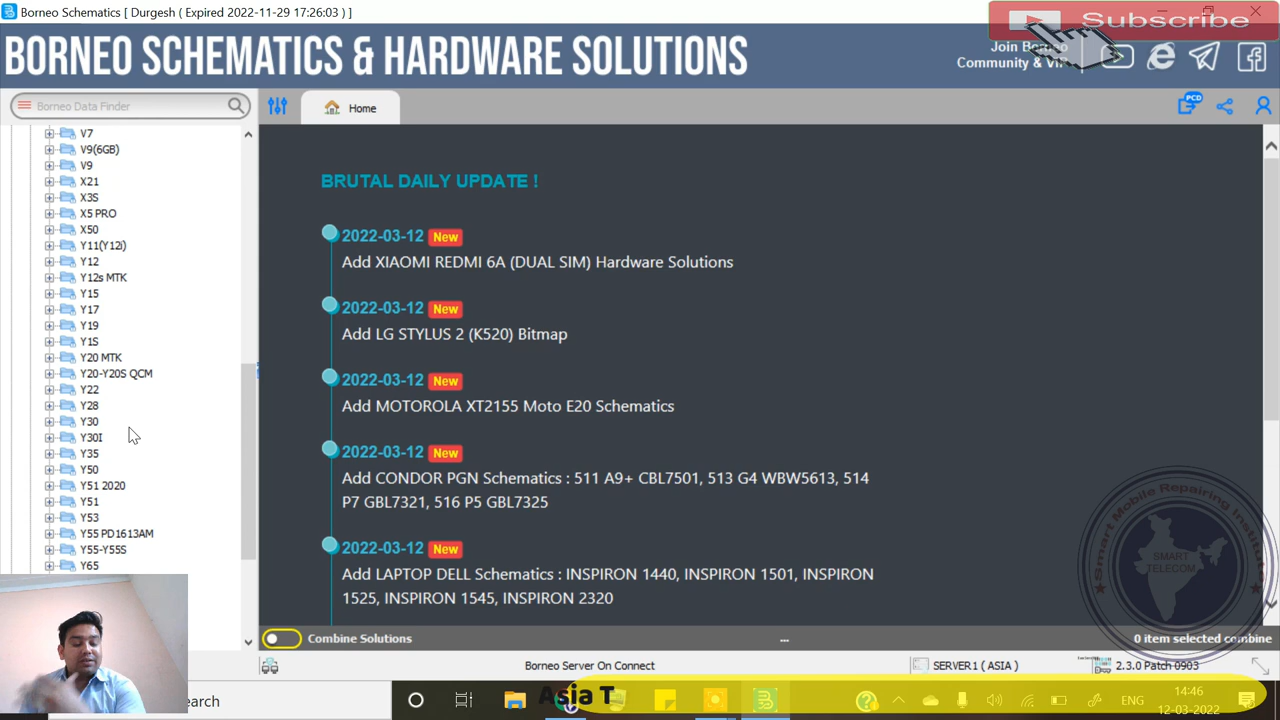 Borneo Schematics [ Durgesh ( Expired 2022-11-29 17:26:03 ) ]
Subscribe
BORNEO SCHEMATICS & HARDWARE SOLUTIONS
Join Borneo
Community & VIP
Borneo Data Finder
Home
PCD
V7
V9(6GB)
V9
X21
X3S
X5 PRO
X50
Y11(Y12i)
Y12
Y12s MTK
Y15
Y17
Y19
Y1S
Y20 MTK
Y20-Y20S QCM
Y22
Y28
Y30
Y30I
Y35
Y50
Y51 2020
Y51
Y53
Y55 PD1613AM
Y55-Y55S
Y65
BRUTAL DAILY UPDATE !
2022-03-12 New
Add XIAOMI REDMI 6A (DUAL SIM) Hardware Solutions
2022-03-12 New
Add LG STYLUS 2 (K520) Bitmap
2022-03-12 New
Add MOTOROLA XT2155 Moto E20 Schematics
2022-03-12 New
Add CONDOR PGN Schematics : 511 A9+ CBL7501, 513 G4 WBW5613, 514
P7 GBL7321, 516 P5 GBL7325
2022-03-12 New
Add LAPTOP DELL Schematics : INSPIRON 1440, INSPIRON 1501, INSPIRON
1525, INSPIRON 1545, INSPIRON 2320
Smart Mobile Repairing Institute
SMART
TELECOM
Combine Solutions
...
0 item selected combine
Borneo Server On Connect
SERVER1 ( ASIA )
2.3.0 Patch 0903
earch
Asia T
ENG
14:46
12-03-2022